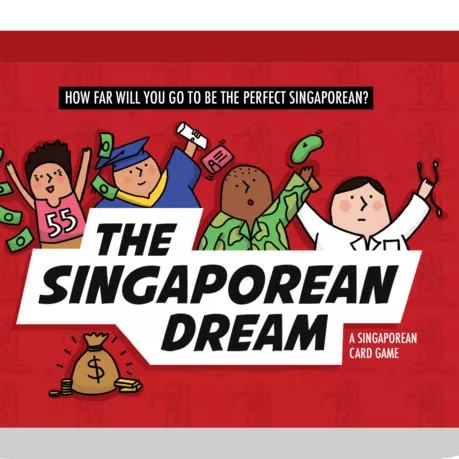 HOW FAR WILL YOU GO TO BE THE PERFECT SINGAPOREAN?
55
THE
SINGAPOREAN
DREAM
A SINGAPOREAN
CARD GAME
$